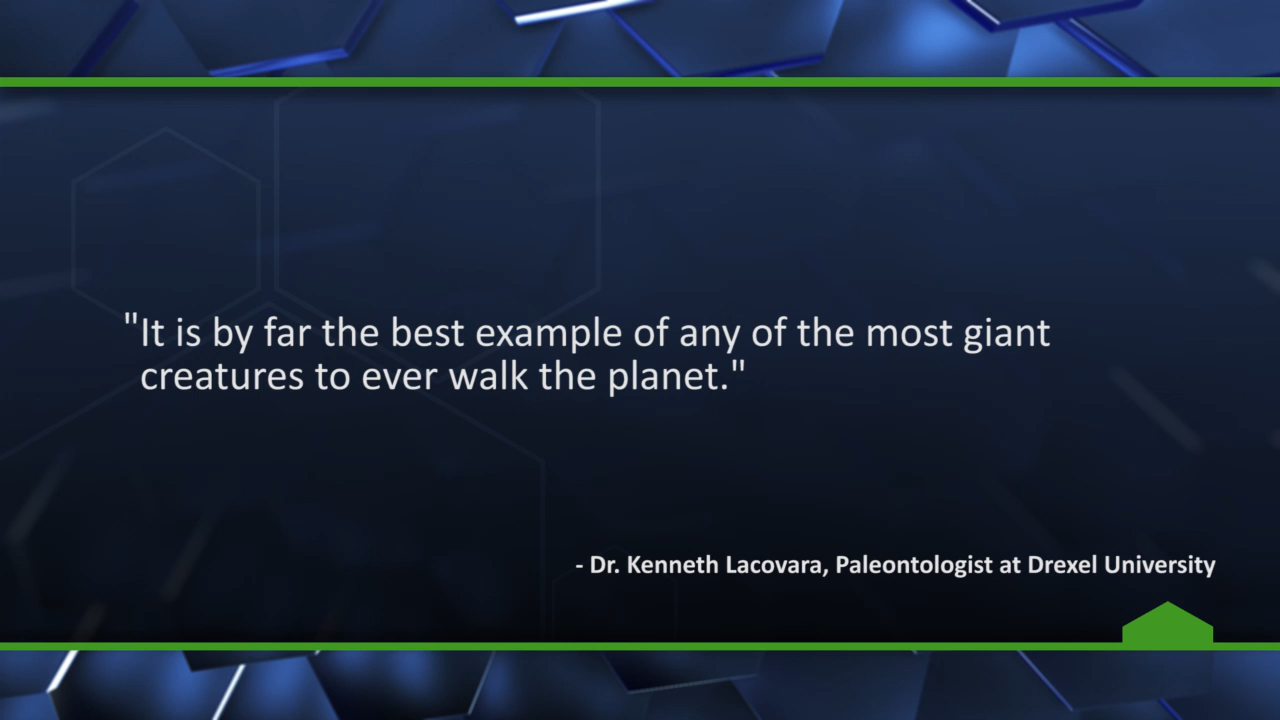 "It is by far the best example of any of the most giant
creatures to ever walk the planet."
- Dr. Kenneth Lacovara, Paleontologist at Drexel University